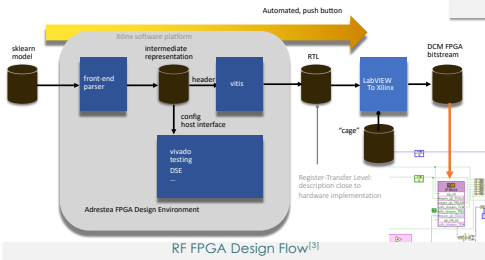 Automated, push button
Xilinx software platform
sklearn
model
intermediate
representation
RTL
DCM FPGA
bitstream
front-end
parser
header
vitis
LabVIEW
To Xilinx
config
host interface
"cage"
vivado
testing
DSE
...
Register-Transfer Level:
description close to
hardware implementation
Adrestea FPGA Design Environment
RF FPGA Design Flow[3]